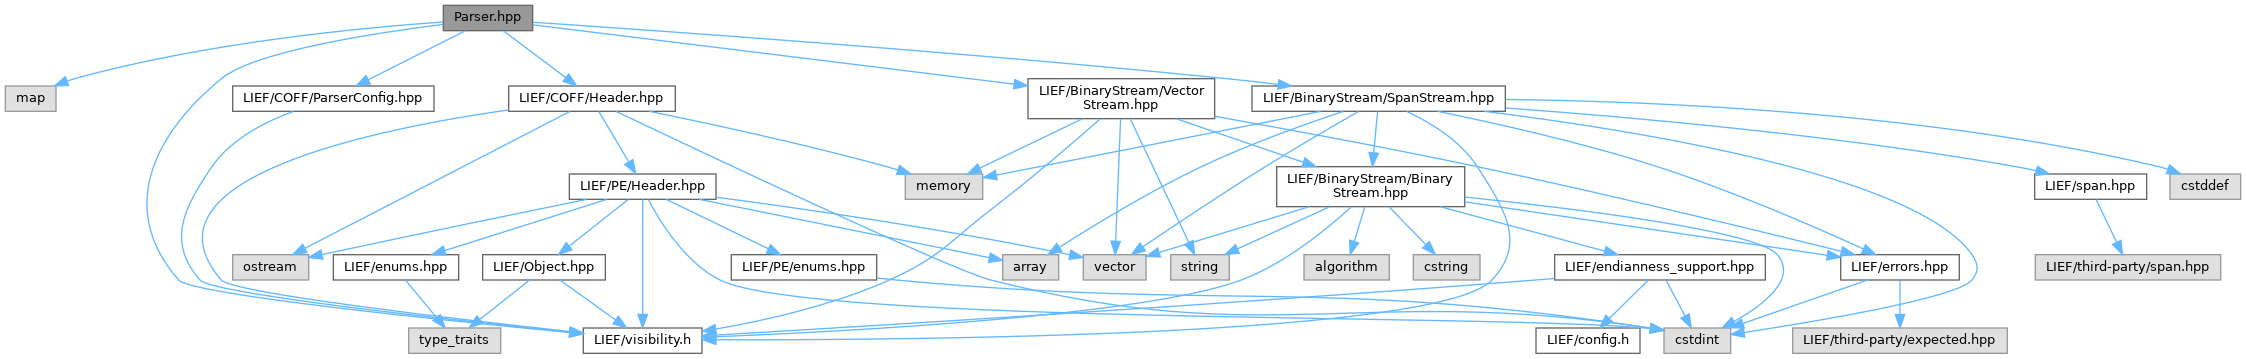 Parser.hpp
map
LIEF/COFF/ParserConfig.hpp
LIEF/COFF/Header.hpp
LIEF/BinaryStream/Vector
Stream.hpp
LIEF/BinaryStream/SpanStream.hpp
LIEF/PE/Header.hpp
memory
LIEF/BinaryStream/Binary
Stream.hpp
LIEF/span.hpp
cstddef
ostream
LIEF/enums.hpp
LIEF/Object.hpp
LIEF/PE/enums.hpp
array
vector
string
algorithm
cstring
LIEF/endianness_support.hpp
LIEF/errors.hpp
LIEF/third-party/span.hpp
type_traits
LIEF/visibility.h
LIEF/config.h
cstdint
LIEF/third-party/expected.hpp